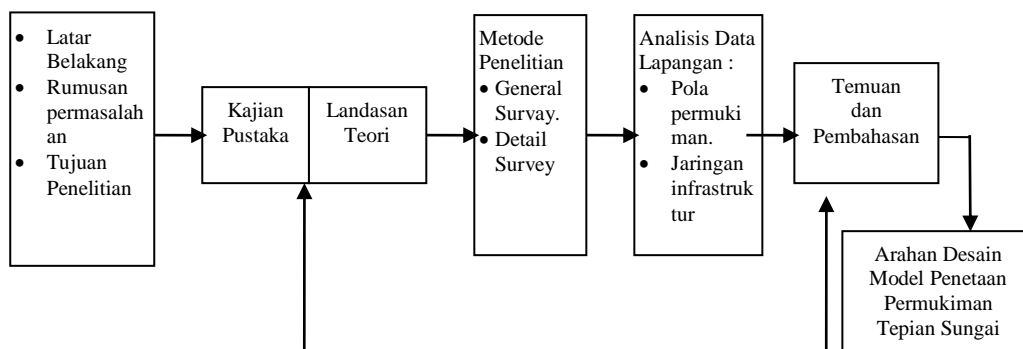 • Latar
Belakang
• Rumusan
permasalah
an
• Tujuan
Penelitian
Kajian
Pustaka
Landasan
Teori
Metode
Penelitian
• General
Survay.
• Detail
Survey
Analisis Data
Lapangan :
• Pola
permuki
man.
• Jaringan
infrastruk
tur
Temuan
dan
Pembahasan
Arahan Desain
Model Penetaan
Permukiman
Tepian Sungai